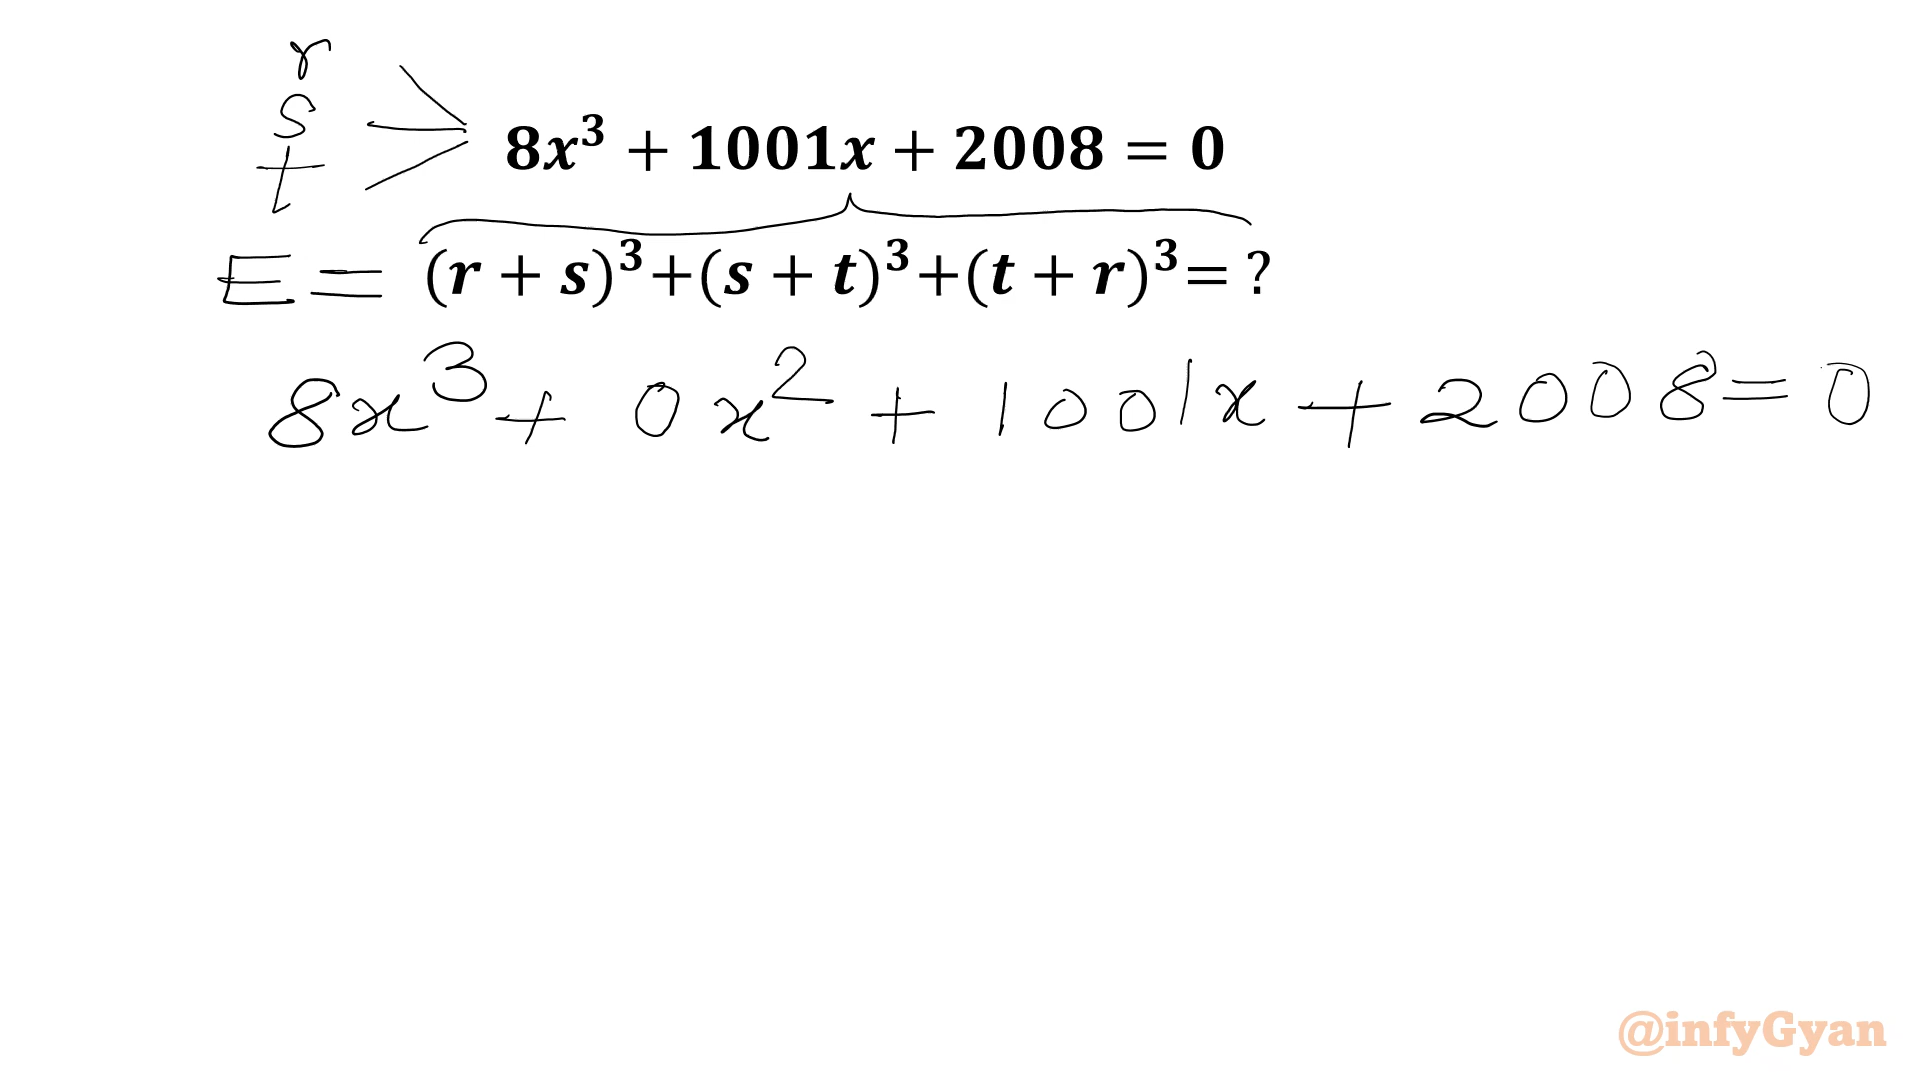 r
s
t
8x³ + 1001x + 2008 = 0
E = (r + s)³+(s + t)³+(t + r)³= ?
8x³ + 0x² + 1001x + 2008 = 0
@infyGyan